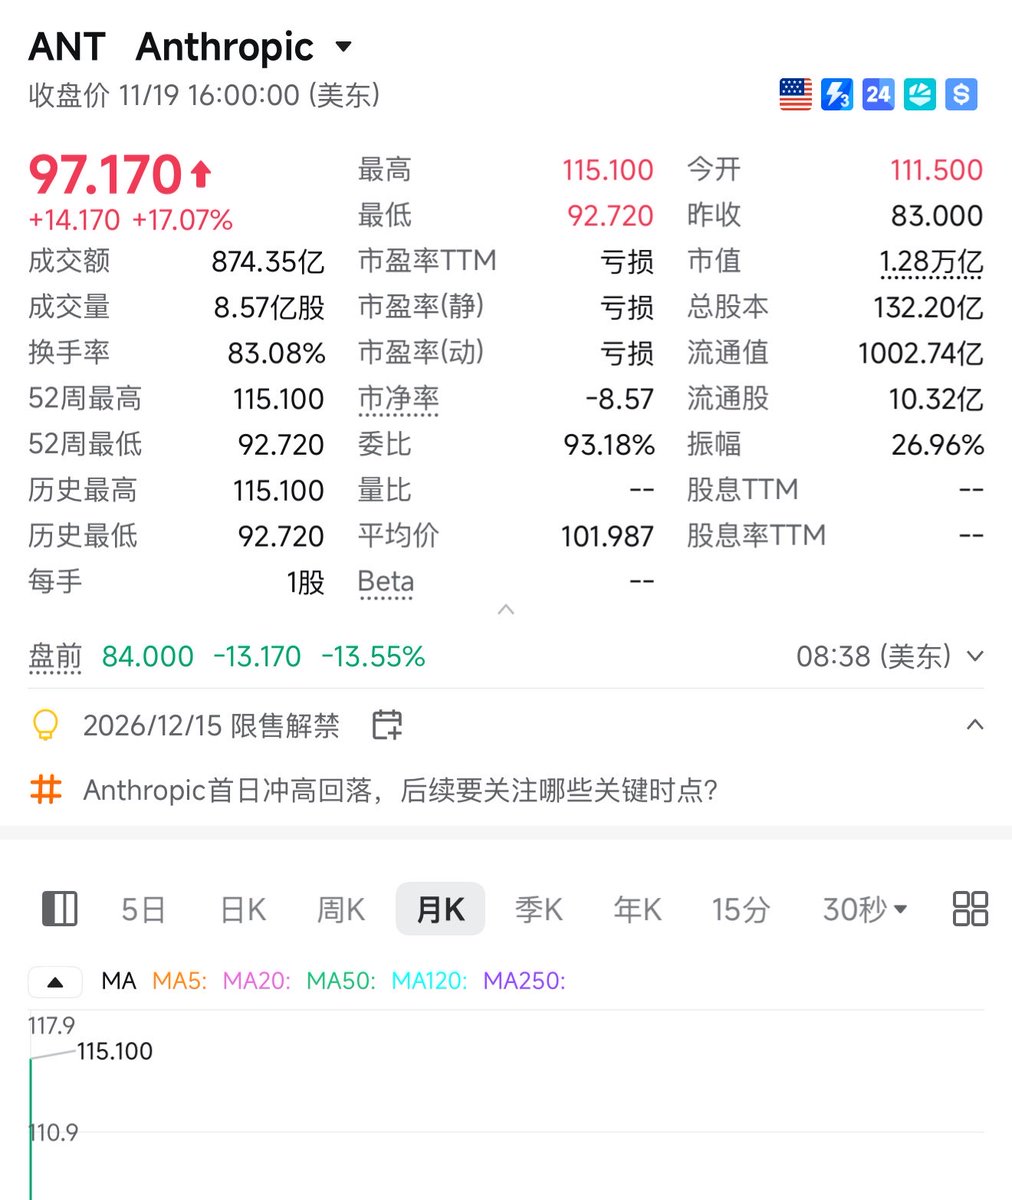 ANT Anthropic
收盘价 11/19 16:00:00 (美东)
3 24 $
97.170
+14.170 +17.07%
最高 115.100 今开 111.500
最低 92.720 昨收 83.000
成交额 874.35亿 市盈率TTM 亏损 市值 1.28万亿
成交量 8.57亿股 市盈率(静) 亏损 总股本 132.20亿
换手率 83.08% 市盈率(动) 亏损 流通值 1002.74亿
52周最高 115.100 市净率 -8.57 流通股 10.32亿
52周最低 92.720 委比 93.18% 振幅 26.96%
历史最高 115.100 量比 -- 股息TTM --
历史最低 92.720 平均价 101.987 股息率TTM --
每手 1股 Beta --
盘前 84.000 -13.170 -13.55% 08:38 (美东)
2026/12/15 限售解禁
Anthropic首日冲高回落，后续要关注哪些关键时点?
5日 日K 周K 月K 季K 年K 15分 30秒
MA MA5: MA20: MA50: MA120: MA250:
117.9
115.100
110.9